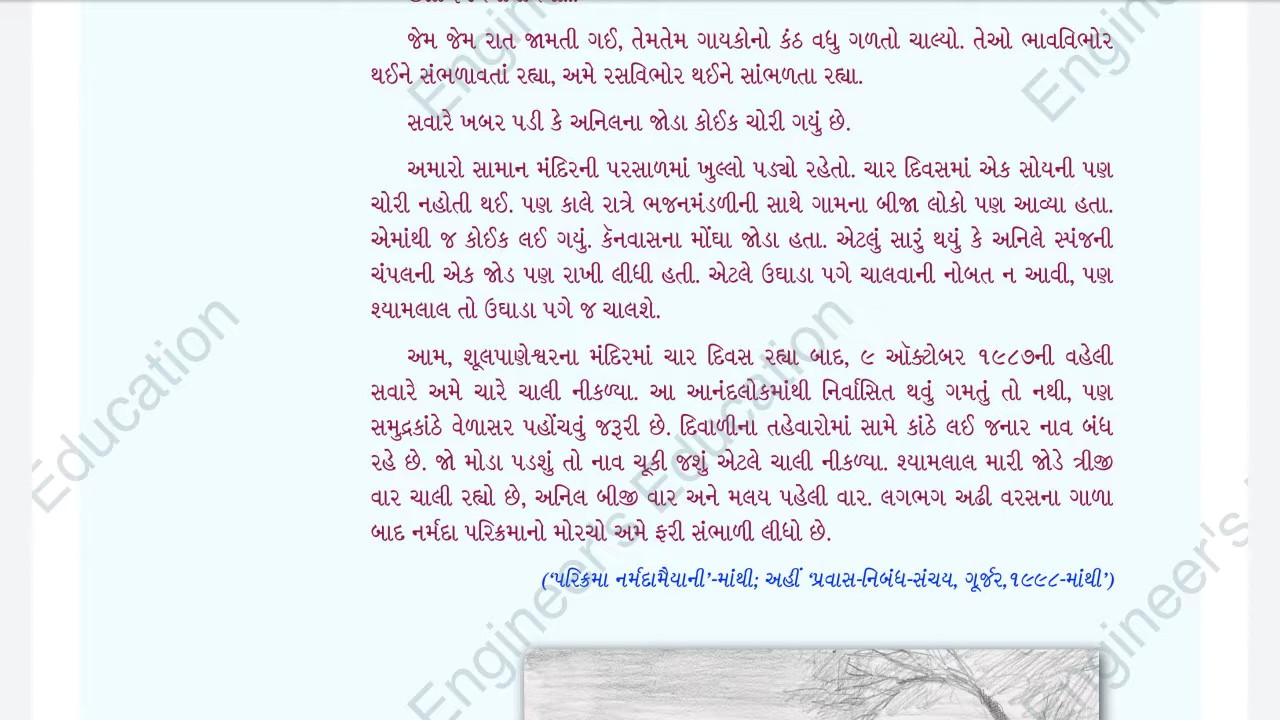 જેમ જેમ રાત જામતી ગઈ, તેમતેમ ગાયકોનો કંઠ વધુ ગળતો ચાલ્યો. તેઓ ભાવવિભોર
થઈને સંભળાવતાં રહ્યા, અમે રસવિભોર થઈને સાંભળતા રહ્યા.
સવારે ખબર પડી કે અનિલના જોડા કોઈક ચોરી ગયું છે.
અમારો સામાન મંદિરની પરસાળમાં ખુલ્લો પડ્યો રહેતો. ચાર દિવસમાં એક સોયની પણ
ચોરી નહોતી થઈ. પણ કાલે રાત્રે ભજનમંડળીની સાથે ગામના બીજા લોકો પણ આવ્યા હતા.
એમાંથી જ કોઈક લઈ ગયું. કૅનવાસના મોંઘા જોડા હતા. એટલું સારું થયું કે અનિલે સ્પંજની
ચંપલની એક જોડ પણ રાખી લીધી હતી. એટલે ઉઘાડા પગે ચાલવાની નોબત ન આવી, પણ
શ્યામલાલ તો ઉઘાડા પગે જ ચાલશે.
આમ, શૂલપાણેશ્વરના મંદિરમાં ચાર દિવસ રહ્યા બાદ, ૯ ઑક્ટોબર ૧૯૮૭ની વહેલી
સવારે અમે ચારે ચાલી નીકળ્યા. આ આનંદલોકમાંથી નિર્વાસિત થવું ગમતું તો નથી, પણ
સમુદ્રકાંઠે વેળાસર પહોંચવું જરૂરી છે. દિવાળીના તહેવારોમાં સામે કાંઠે લઈ જનાર નાવ બંધ
રહે છે. જો મોડા પડશું તો નાવ ચૂકી જશું એટલે ચાલી નીકળ્યા. શ્યામલાલ મારી જોડે ત્રીજી
વાર ચાલી રહ્યો છે, અનિલ બીજી વાર અને મલય પહેલી વાર. લગભગ અઢી વરસના ગાળા
બાદ નર્મદા પરિક્રમાનો મોરચો અમે ફરી સંભાળી લીધો છે.
('પરિક્રમા નર્મદામૈયાની'-માંથી; અહીં 'પ્રવાસ-નિબંધ-સંચય, ગૂર્જર,૧૯૯૮-માંથી')
Engineer's Education